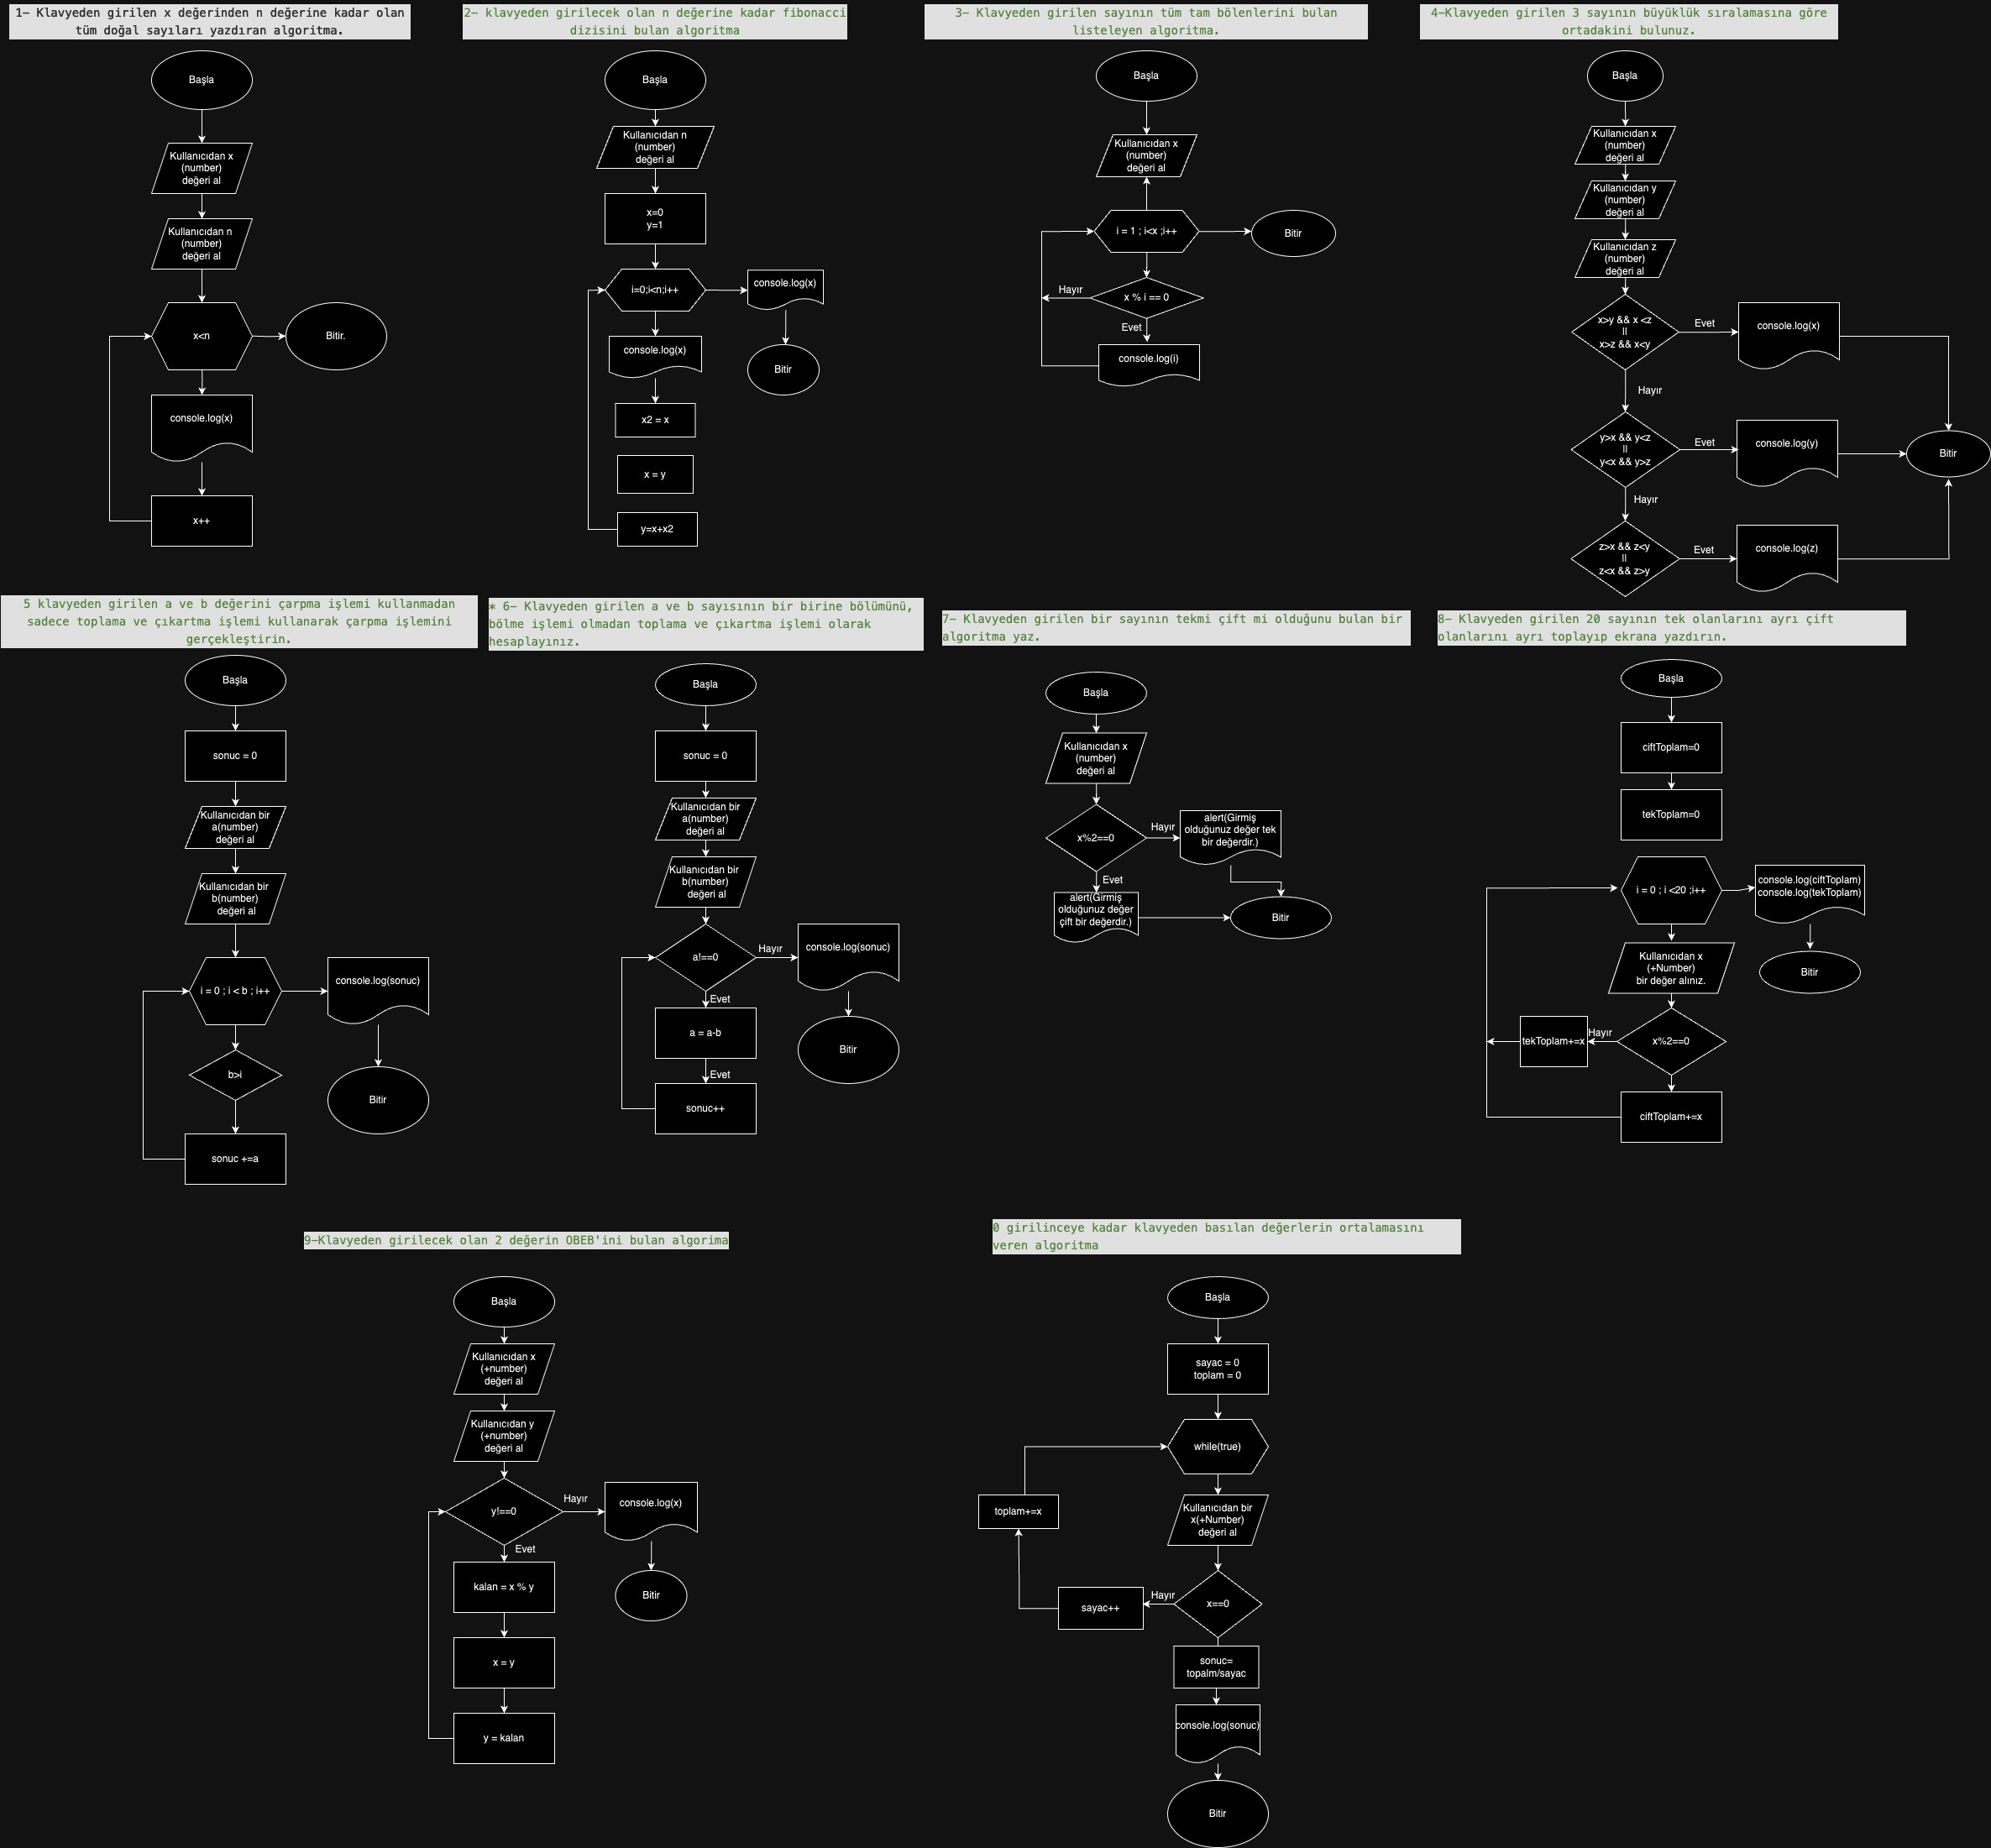 1- Klavyeden girilen x değerinden n değerine kadar olan
tüm doğal sayıları yazdıran algoritma.
Başla
Kullanıcıdan x
(number)
değeri al
Kullanıcıdan n
(number)
değeri al
x<n
Bitir.
console.log(x)
x++
2- klavyeden girilecek olan n değerine kadar fibonacci
dizisini bulan algoritma
Başla
Kullanıcıdan n
(number)
değeri al
x=0
y=1
i=0;i<n;i++
console.log(x)
Bitir
console.log(x)
x2 = x
x = y
y=x+x2
3- Klavyeden girilen sayının tüm tam bölenlerini bulan
listeleyen algoritma.
Başla
Kullanıcıdan x
(number)
değeri al
i = 1 ; i<x ;i++
Bitir
x % i == 0
Hayır
Evet
console.log(i)
4-Klavyeden girilen 3 sayının büyüklük sıralamasına göre
ortadakini bulunuz.
Başla
Kullanıcıdan x
(number)
değeri al
Kullanıcıdan y
(number)
değeri al
Kullanıcıdan z
(number)
değeri al
x>y && x <z
||
x>z && x<y
Evet
console.log(x)
Hayır
y>x && y<z
||
y<x && y>z
Evet
console.log(y)
Bitir
Hayır
z>x && z<y
||
z<x && z>y
Evet
console.log(z)
5 klavyeden girilen a ve b değerini çarpma işlemi kullanmadan
sadece toplama ve çıkartma işlemi kullanarak çarpma işlemini
gerçekleştirin.
Başla
sonuc = 0
Kullanıcıdan bir
a(number)
değeri al
Kullanıcıdan bir
b(number)
değeri al
i = 0 ; i < b ; i++
console.log(sonuc)
Bitir
b>i
sonuc +=a
* 6- Klavyeden girilen a ve b sayısının bir birine bölümünü,
bölme işlemi olmadan toplama ve çıkartma işlemi olarak
hesaplayınız.
Başla
sonuc = 0
Kullanıcıdan bir
a(number)
değeri al
Kullanıcıdan bir
b(number)
değeri al
a!==0
Hayır
console.log(sonuc)
Bitir
Evet
a = a-b
Evet
sonuc++
7- Klavyeden girilen bir sayının tekmi çift mi olduğunu bulan bir
algoritma yaz.
Başla
Kullanıcıdan x
(number)
değeri al
x%2==0
Hayır
alert(Girmiş
olduğunuz değer tek
bir değerdir.)
Evet
alert(Girmiş
olduğunuz değer
çift bir değerdir.)
Bitir
8- Klavyeden girilen 20 sayının tek olanlarını ayrı çift
olanlarını ayrı toplayıp ekrana yazdırın.
Başla
ciftToplam=0
tekToplam=0
i = 0 ; i <20 ;i++
console.log(ciftToplam)
console.log(tekToplam)
Bitir
Kullanıcıdan x
(+Number)
bir değer alınız.
x%2==0
Hayır
tekToplam+=x
ciftToplam+=x
9-Klavyeden girilecek olan 2 değerin OBEB'ini bulan algorima
Başla
Kullanıcıdan x
(+number)
değeri al
Kullanıcıdan y
(+number)
değeri al
y!==0
Hayır
console.log(x)
Bitir
Evet
kalan = x % y
x = y
y = kalan
0 girilinceye kadar klavyeden basılan değerlerin ortalamasını
veren algoritma
Başla
sayac = 0
toplam = 0
while(true)
Kullanıcıdan bir
x(+Number)
değeri al
x==0
Hayır
sayac++
toplam+=x
sonuc=
topalm/sayac
console.log(sonuc)
Bitir